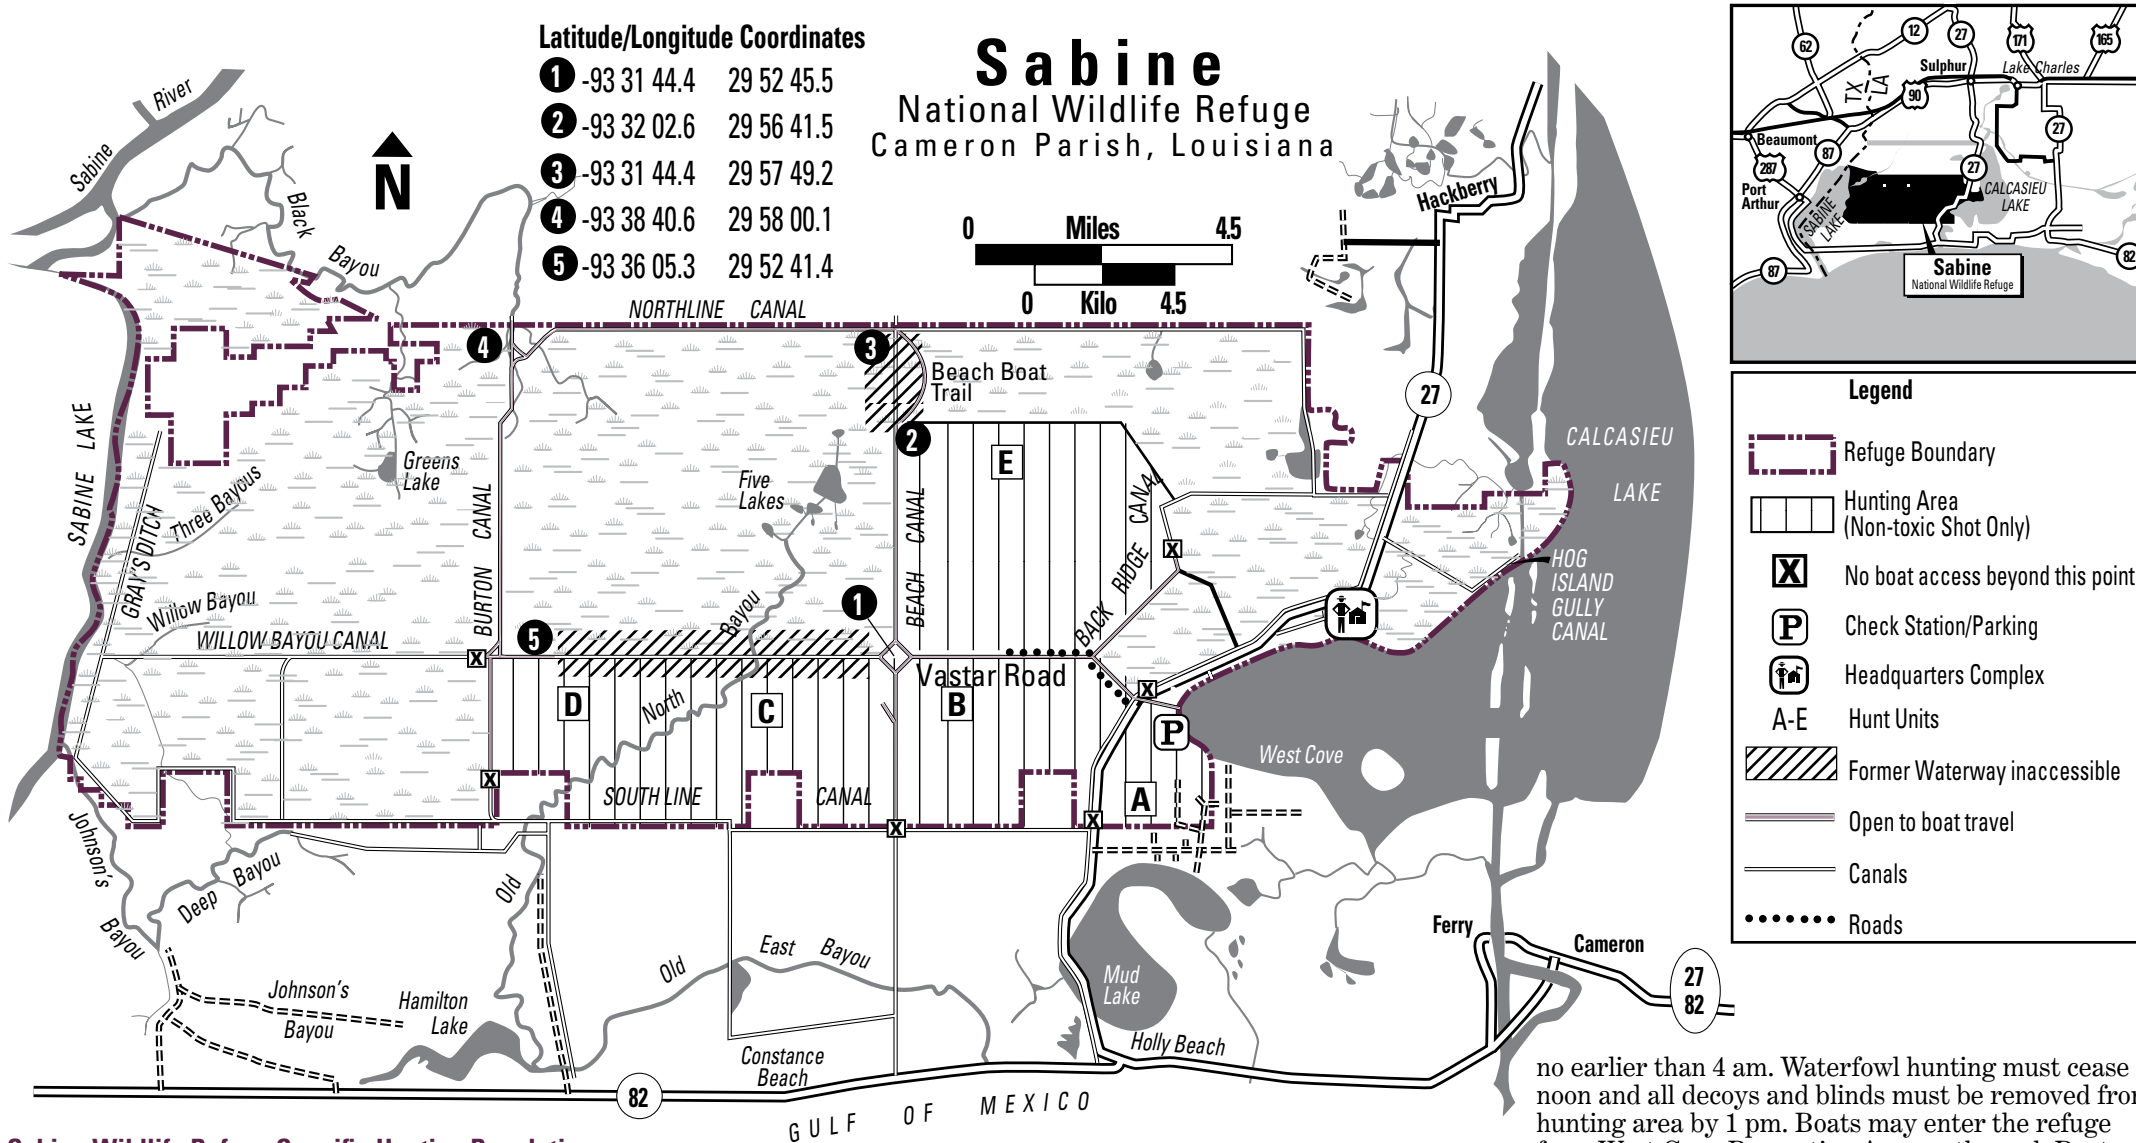 Latitude/Longitude Coordinates
1 -93 31 44.4 29 52 45.5
2 -93 32 02.6 29 56 41.5
3 -93 31 44.4 29 57 49.2
4 -93 38 40.6 29 58 00.1
5 -93 36 05.3 29 52 41.4
Sabine
National Wildlife Refuge
Cameron Parish, Louisiana
N
0 Miles 4.5
0 Kilo 4.5
Sabine River
Black Bayou
NORTHLINE CANAL
Hackberry
27
4
3
Beach Boat
Trail
2
E
SABINE LAKE
GRAY'S DITCH
Three Bayous
Greens
Lake
Willow Bayou
WILLOW BAYOU CANAL
BURTON CANAL
Five
Lakes
BEACH CANAL
BACK RIDGE CANAL
CALCASIEU
LAKE
HOG
ISLAND
GULLY
CANAL
1
5
X
X
X
X
X
X
North Bayou
Vastar Road
D
C
B
A
P
West Cove
SOUTH LINE CANAL
Johnson's Bayou
Deep Bayou
Old
Old East Bayou
Johnson's
Bayou
Hamilton
Lake
Constance
Beach
Mud
Lake
Holly Beach
Ferry
Cameron
27
82
82
GULF OF MEXICO
62
12
27
171
165
Sulphur
Lake Charles
TX
LA
90
Beaumont
87
27
287
27
Port
Arthur
SABINE
LAKE
CALCASIEU
LAKE
87
82
Sabine
National Wildlife Refuge
Legend
Refuge Boundary
Hunting Area
(Non-toxic Shot Only)
X No boat access beyond this point
P Check Station/Parking
Headquarters Complex
A-E Hunt Units
Former Waterway inaccessible
Open to boat travel
Canals
Roads
no earlier than 4 am. Waterfowl hunting must cease
noon and all decoys and blinds must be removed from
hunting area by 1 pm. Boats may enter the refuge